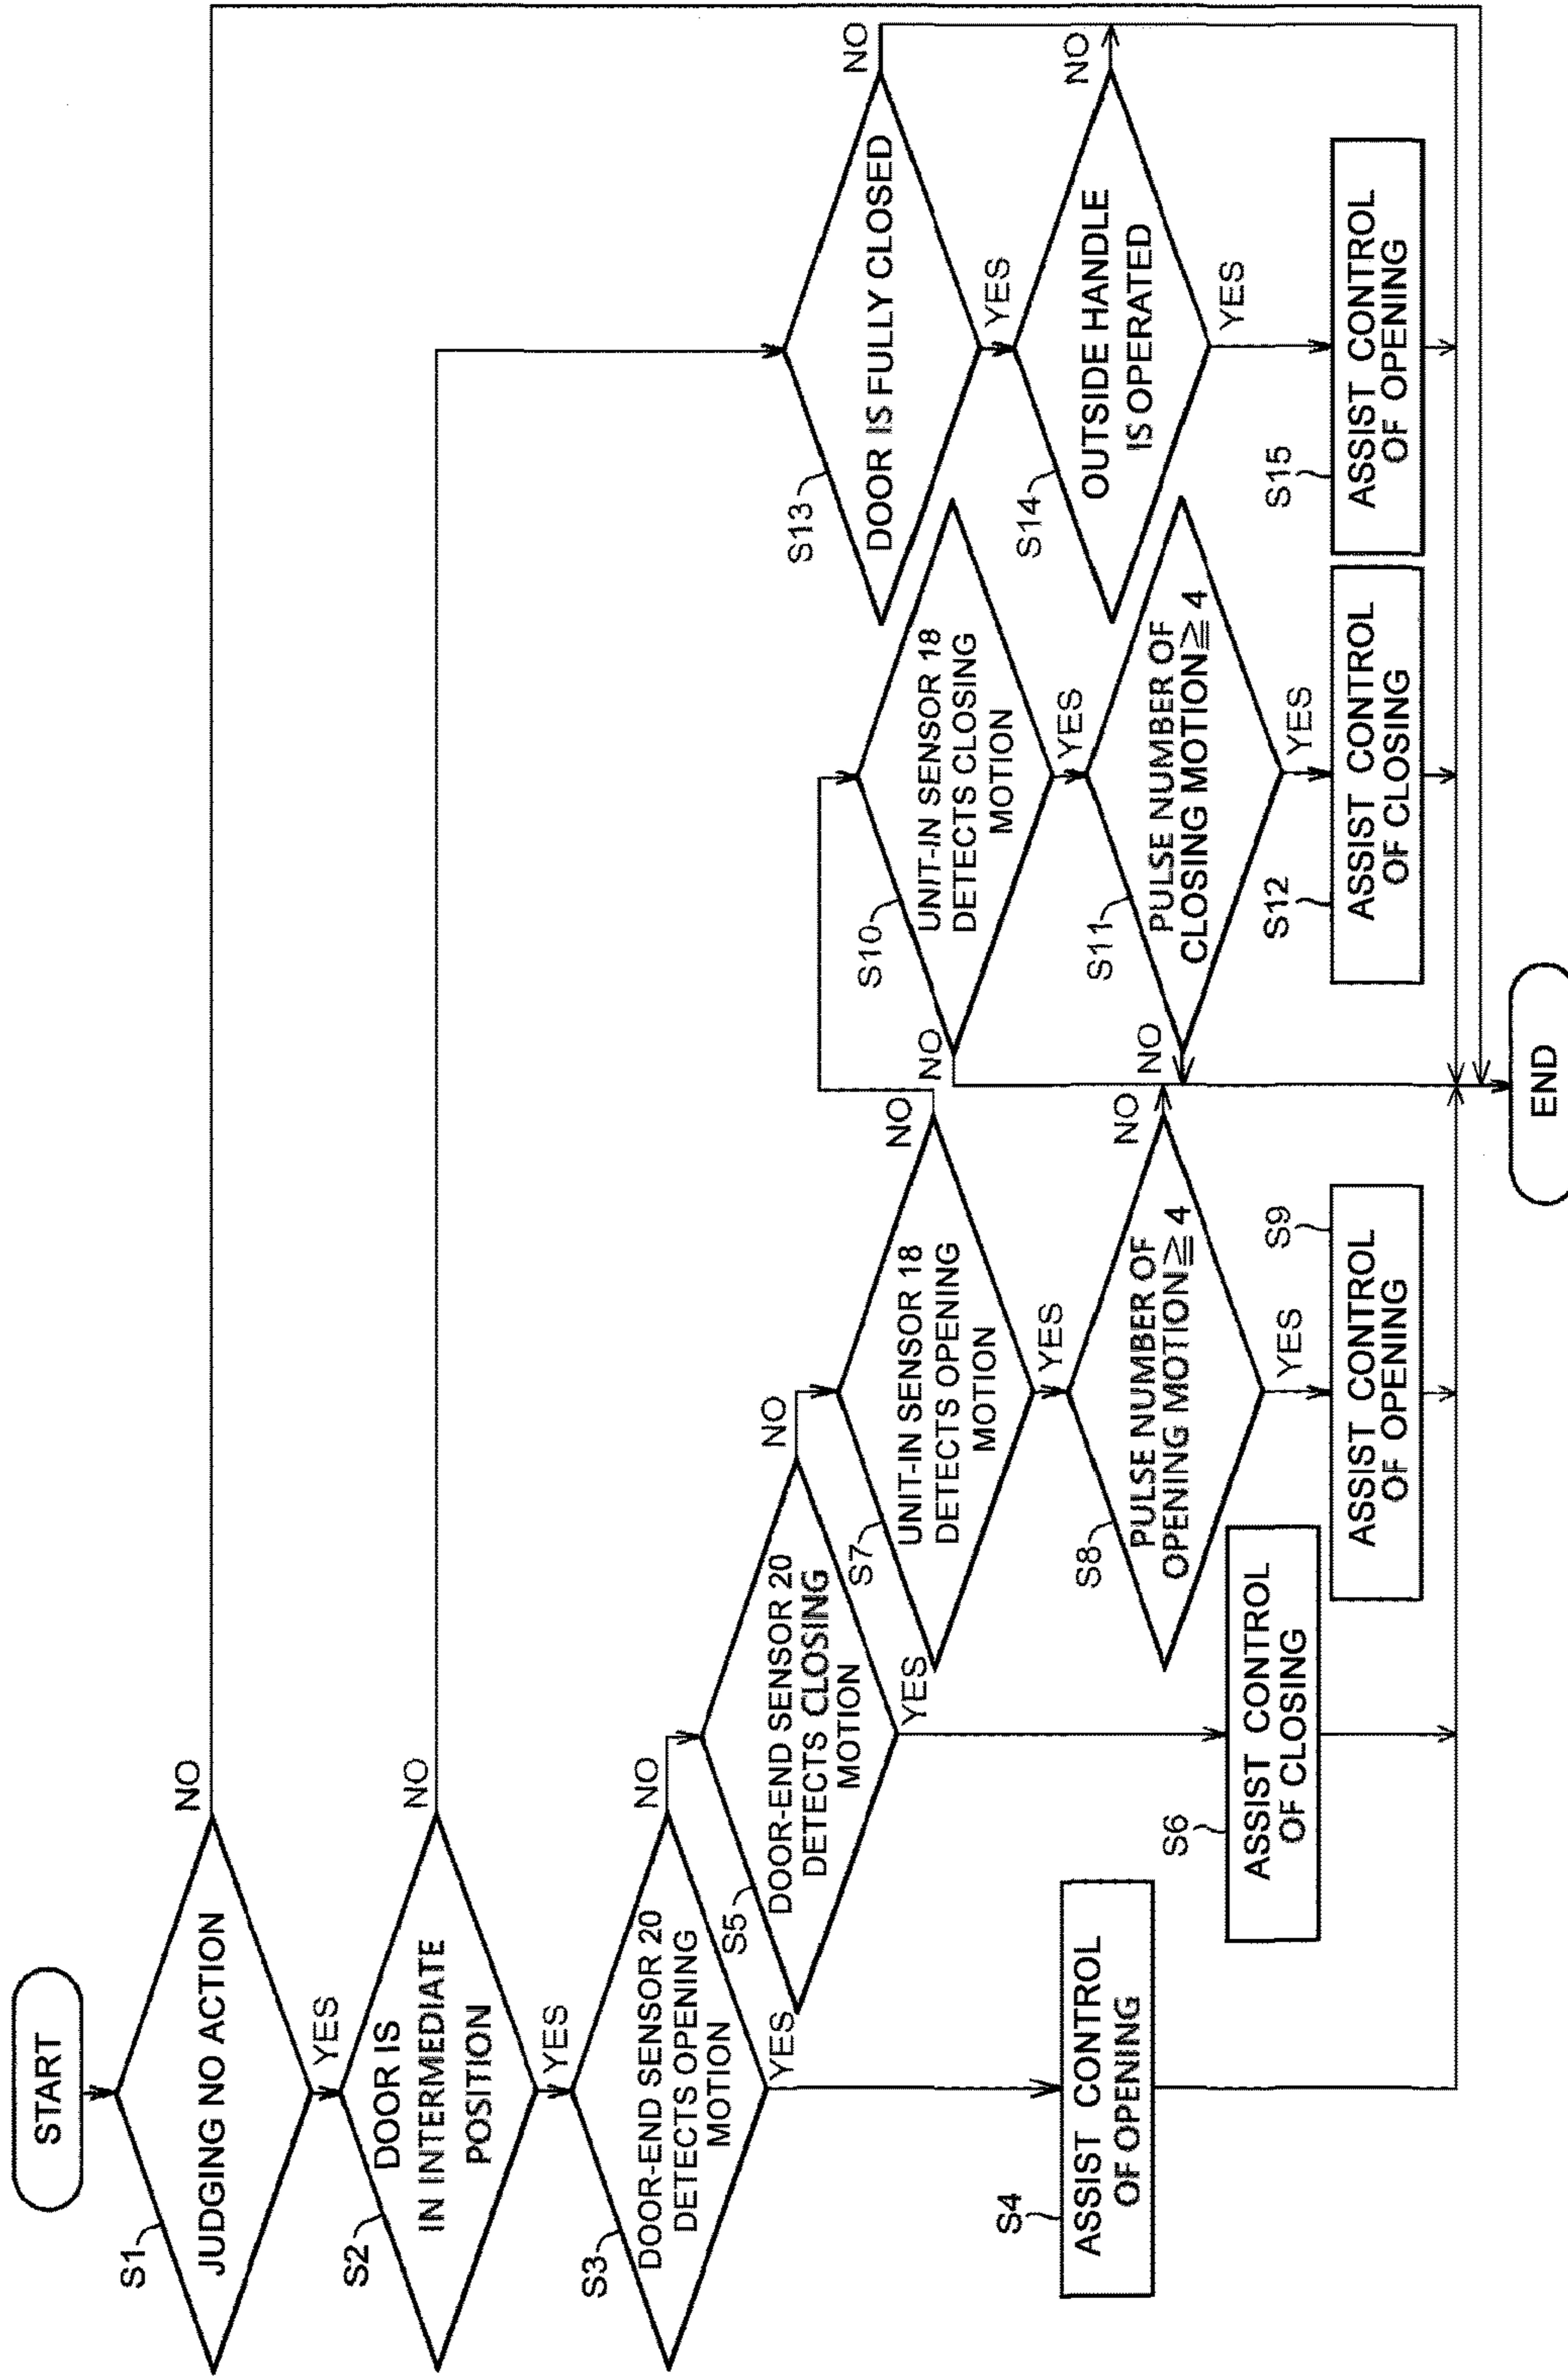 START
S1
JUDGING NO ACTION
NO
YES
S2
DOOR IS
IN INTERMEDIATE
POSITION
NO
YES
S3
DOOR-END SENSOR 20
DETECTS OPENING
MOTION
NO
YES
S4
ASSIST CONTROL
OF OPENING
S5
DOOR-END SENSOR 20
DETECTS CLOSING
MOTION
NO
YES
S6
ASSIST CONTROL
OF CLOSING
S7
UNIT-IN SENSOR 18
DETECTS OPENING
MOTION
NO
YES
S8
PULSE NUMBER OF
OPENING MOTION≧4
NO
YES
S9
ASSIST CONTROL
OF OPENING
S10
UNIT-IN SENSOR 18
DETECTS CLOSING
MOTION
NO
YES
S11
PULSE NUMBER OF
CLOSING MOTION≧4
NO
YES
S12
ASSIST CONTROL
OF CLOSING
S13
DOOR IS FULLY CLOSED
NO
YES
S14
OUTSIDE HANDLE
IS OPERATED
NO
YES
S15
ASSIST CONTROL
OF OPENING
END